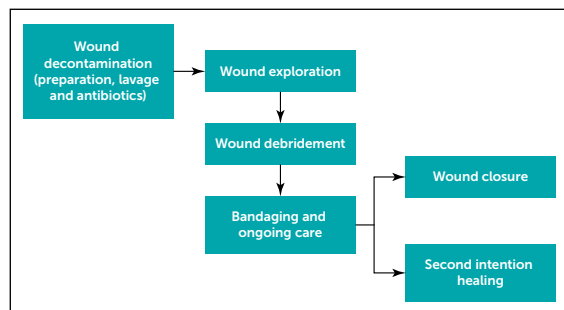 Wound
decontamination
(preparation, lavage
and antibiotics)
Wound exploration
Wound debridement
Bandaging and
ongoing care
Wound closure
Second intention
healing